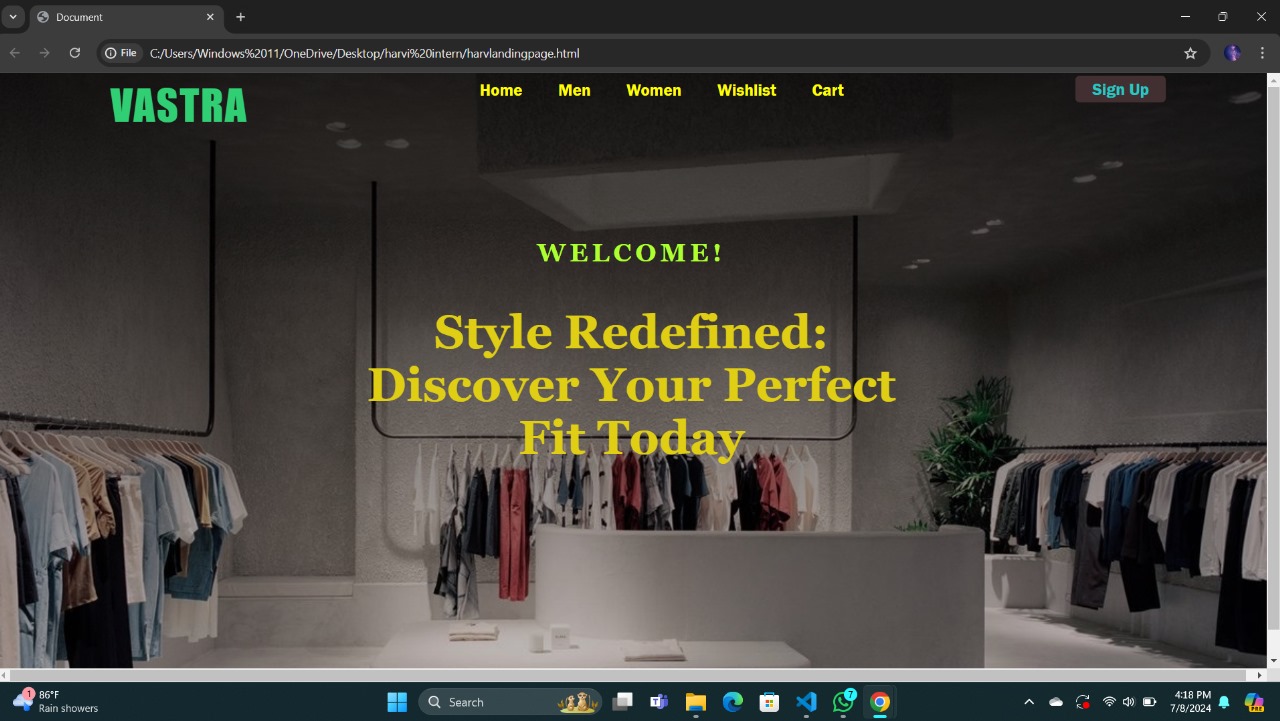 Document
File
C:/Users/Windows%2011/OneDrive/Desktop/harvi%20intern/harvlandingpage.html
VASTRA
Home
Men
Women
Wishlist
Cart
Sign Up
WELCOME!
Style Redefined:
Discover Your Perfect
Fit Today
1
86°F
Rain showers
Search
7
4:18 PM
7/8/2024
PRE